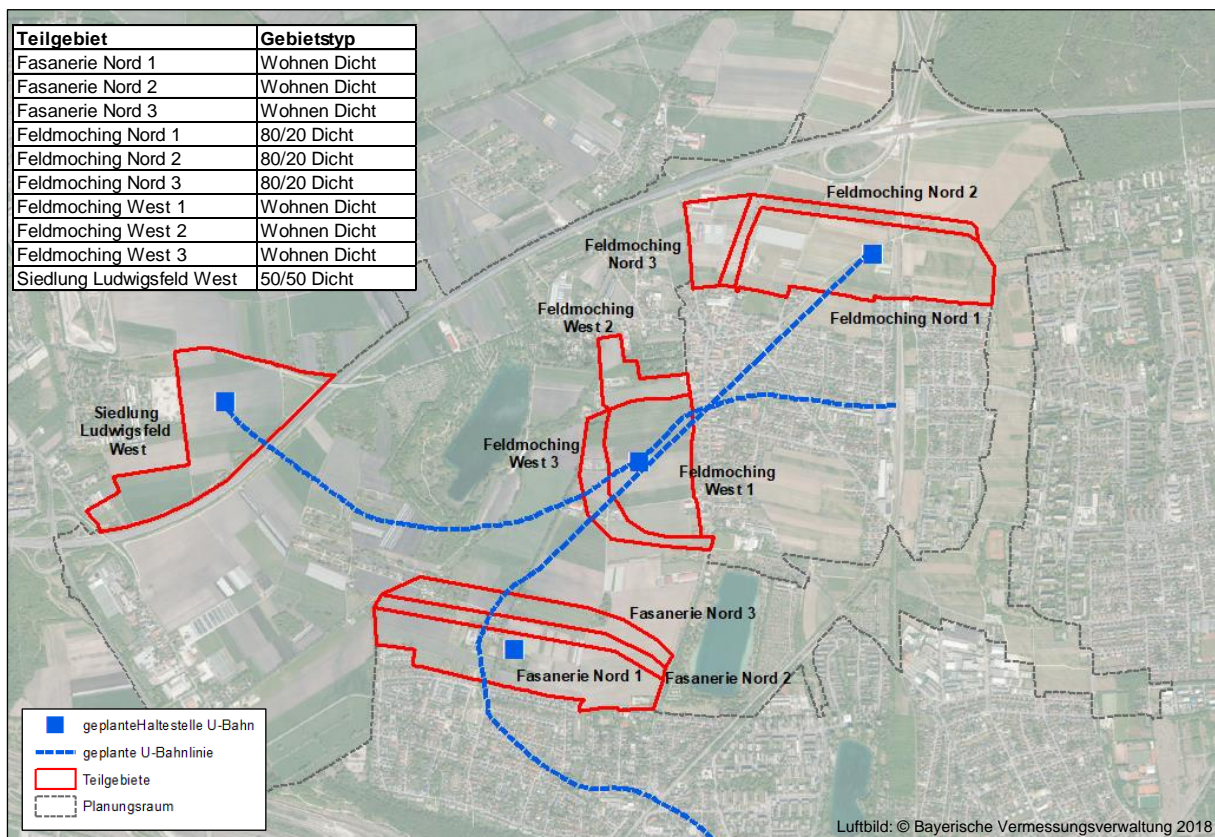 Teilgebiet Gebietstyp
Fasanerie Nord 1 Wohnen Dicht
Fasanerie Nord 2 Wohnen Dicht
Fasanerie Nord 3 Wohnen Dicht
Feldmoching Nord 1 80/20 Dicht
Feldmoching Nord 2 80/20 Dicht
Feldmoching Nord 3 80/20 Dicht
Feldmoching West 1 Wohnen Dicht
Feldmoching West 2 Wohnen Dicht
Feldmoching West 3 Wohnen Dicht
Siedlung Ludwigsfeld West 50/50 Dicht
Feldmoching Nord 2
Feldmoching
Nord 3
Feldmoching Nord 1
Feldmoching
West 2
Siedlung
Ludwigsfeld
West
Feldmoching
West 3
Feldmoching
West 1
Fasanerie Nord 3
Fasanerie Nord 1
Fasanerie Nord 2
geplanteHaltestelle U-Bahn
geplante U-Bahnlinie
Teilgebiete
Planungsraum
Luftbild: © Bayerische Vermessungsverwaltung 2018